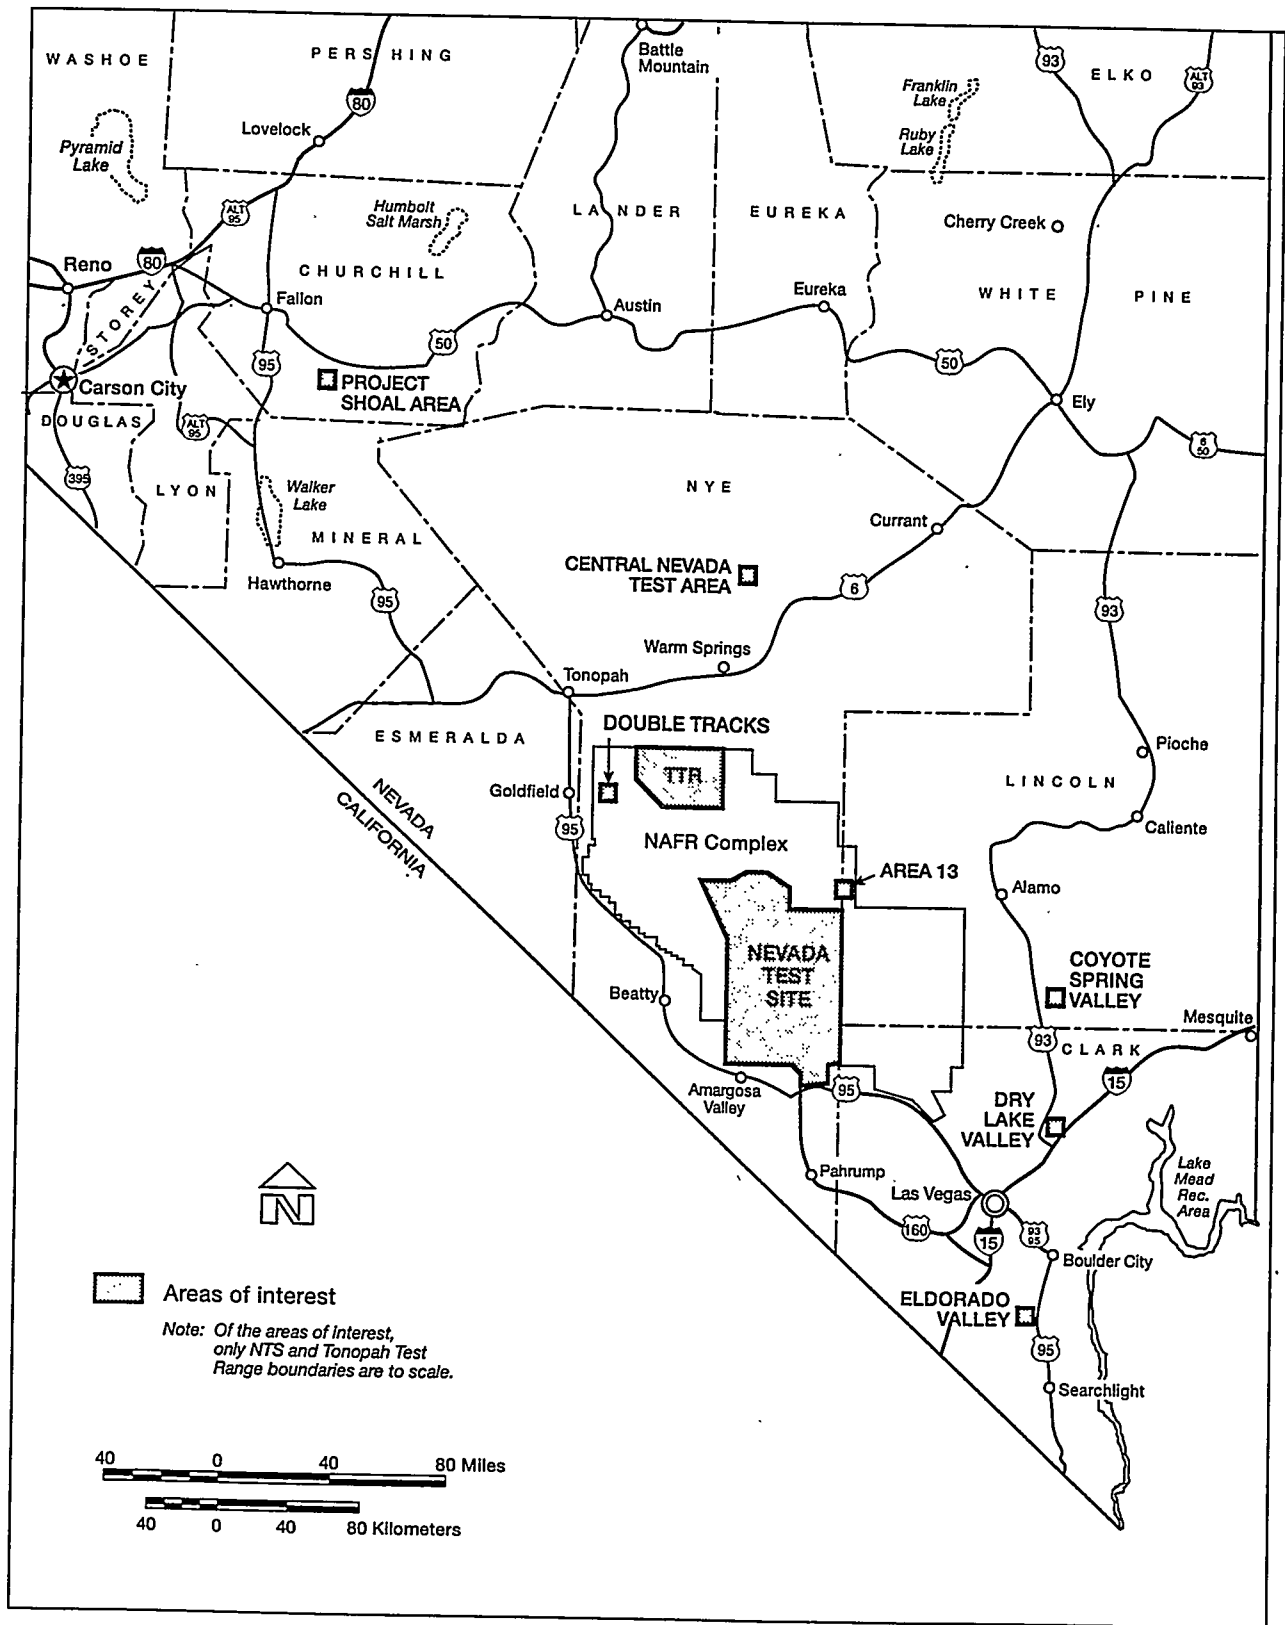 WASHOE
PERSHING
Battle
Mountain
93
ELKO
ALT
93
80
Franklin
Lake
Ruby
Lake
Lovelock
Pyramid
Lake
ALT
95
Humbolt
Salt Marsh
LANDER
EUREKA
Cherry Creek
Reno
80
CHURCHILL
WHITE PINE
STOREY
Fallon
Austin
Eureka
50
50
95
Carson City
PROJECT
SHOAL AREA
Ely
DOUGLAS
ALT
95
6
50
395
LYON
Walker
Lake
NYE
MINERAL
Currant
Hawthorne
CENTRAL NEVADA
TEST AREA
95
6
93
Warm Springs
Tonopah
DOUBLE TRACKS
ESMERALDA
Pioche
TTR
LINCOLN
Goldfield
NEVADA
CALIFORNIA
95
NAFR Complex
Caliente
AREA 13
Alamo
NEVADA
TEST
SITE
COYOTE
SPRING
VALLEY
Beatty
Mesquite
93
CLARK
15
Amargosa
Valley
95
DRY
LAKE
VALLEY
Pahrump
Las Vegas
Lake
Mead
Rec.
Area
N
160
15
93
95
Boulder City
Areas of interest
ELDORADO
VALLEY
Note: Of the areas of interest,
only NTS and Tonopah Test
Range boundaries are to scale.
95
Searchlight
40 0 40 80 Miles
40 0 40 80 Kilometers